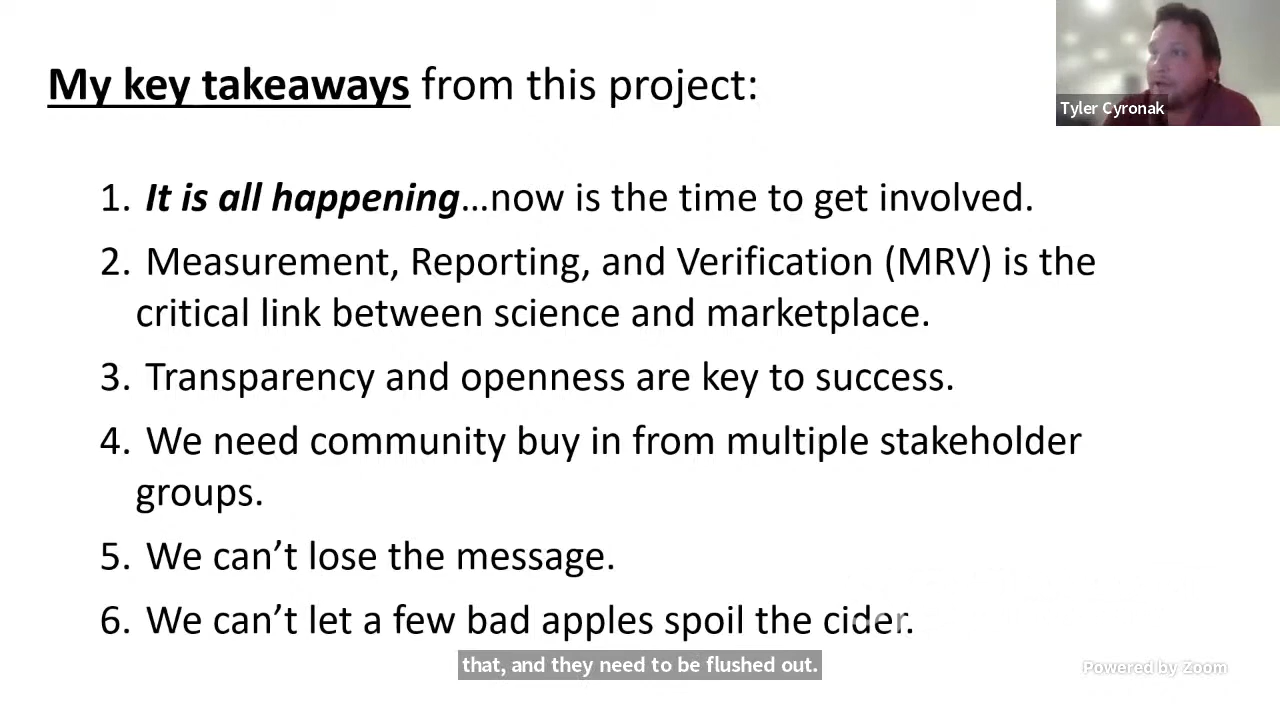 My key takeaways from this project:
Tyler Cyronak
1. It is all happening...now is the time to get involved.
2. Measurement, Reporting, and Verification (MRV) is the
critical link between science and marketplace.
3. Transparency and openness are key to success.
4. We need community buy in from multiple stakeholder
groups.
5. We can’t lose the message.
6. We can’t let a few bad apples spoil the cider.
that, and they need to be flushed out.
Powered by Zoom